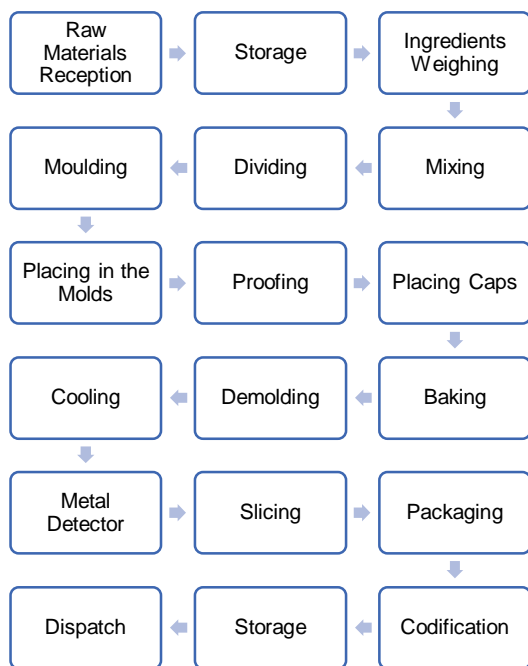 Raw
Materials
Reception
Storage
Ingredients
Weighing
Moulding
Dividing
Mixing
Placing in the
Molds
Proofing
Placing Caps
Cooling
Demolding
Baking
Metal
Detector
Slicing
Packaging
Dispatch
Storage
Codification